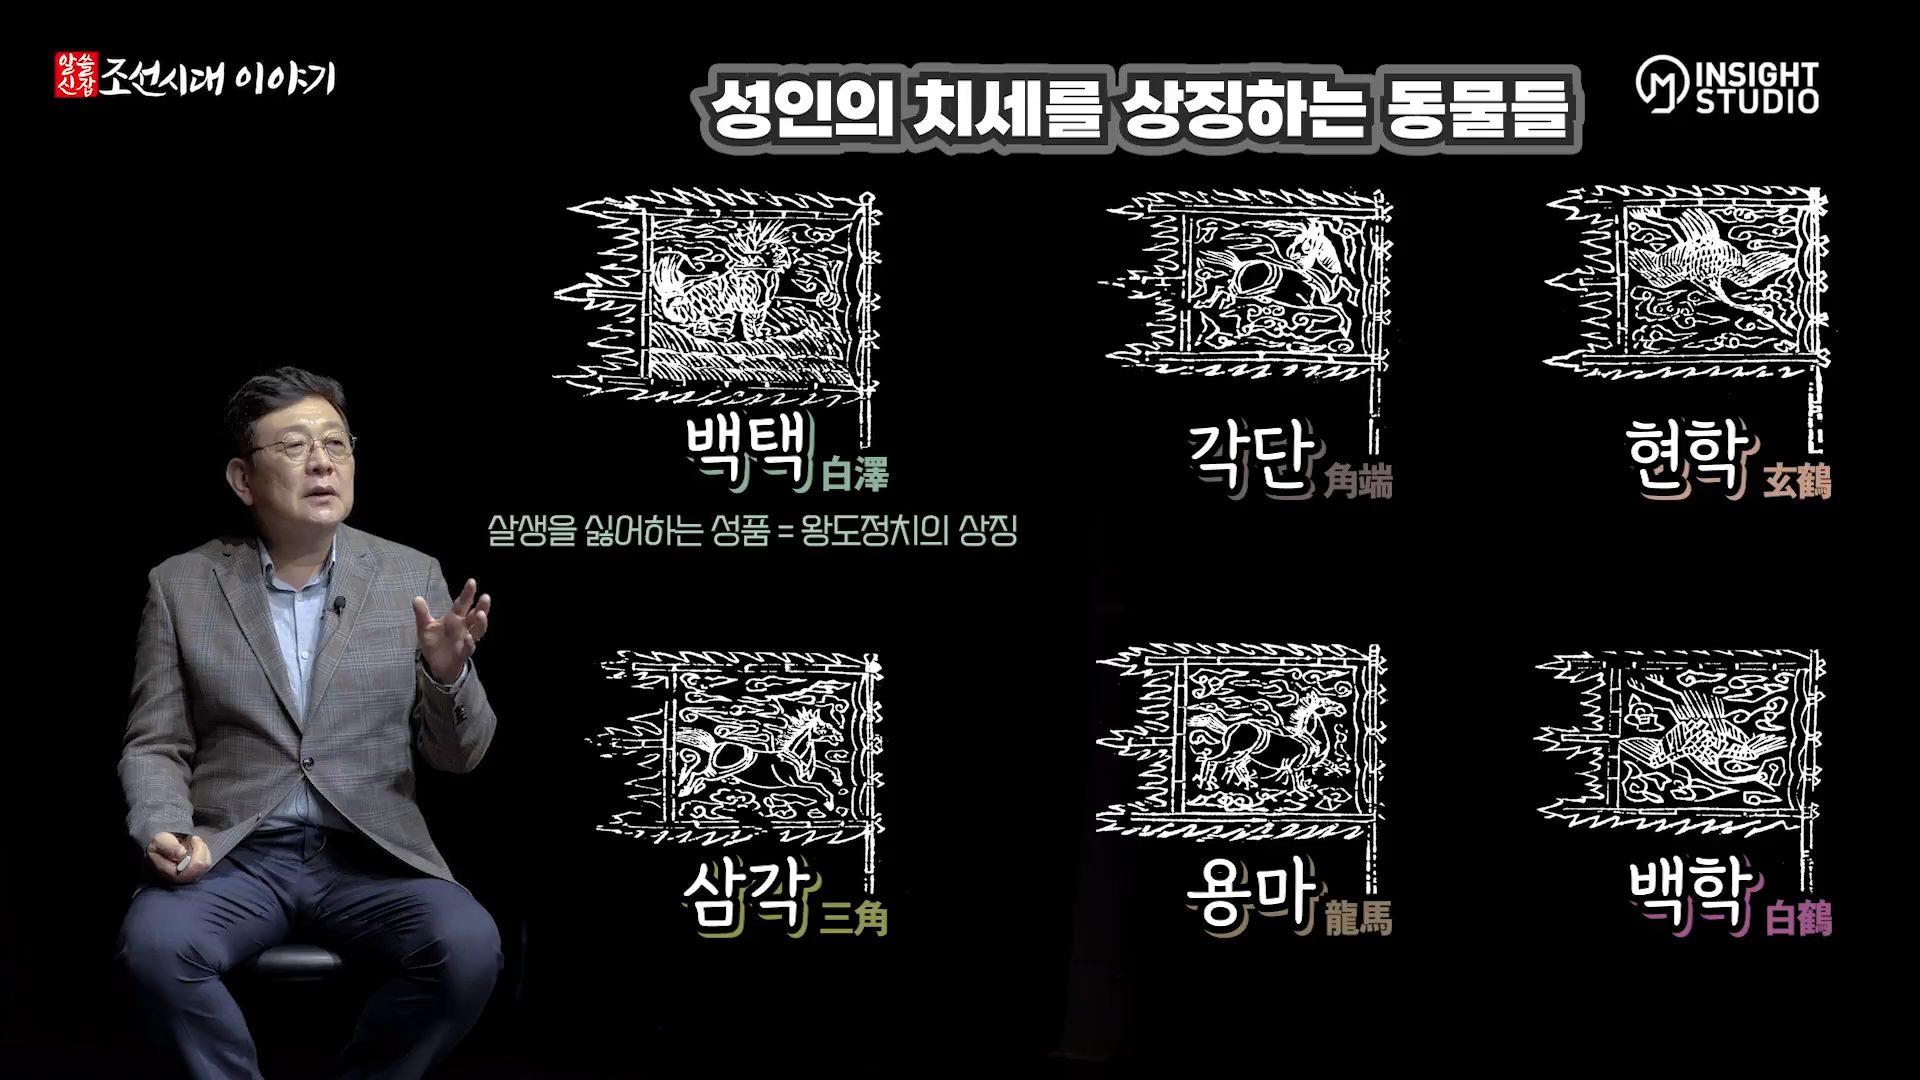 알쓸신잡 조선시대 이야기
성인의 치세를 상징하는 동물들
INSIGHT
STUDIO
백택 白澤
각단 角端
현학 玄鶴
살생을 싫어하는 성품 = 왕도정치의 상징
삼각 三角
용마 龍馬
백학 白鶴